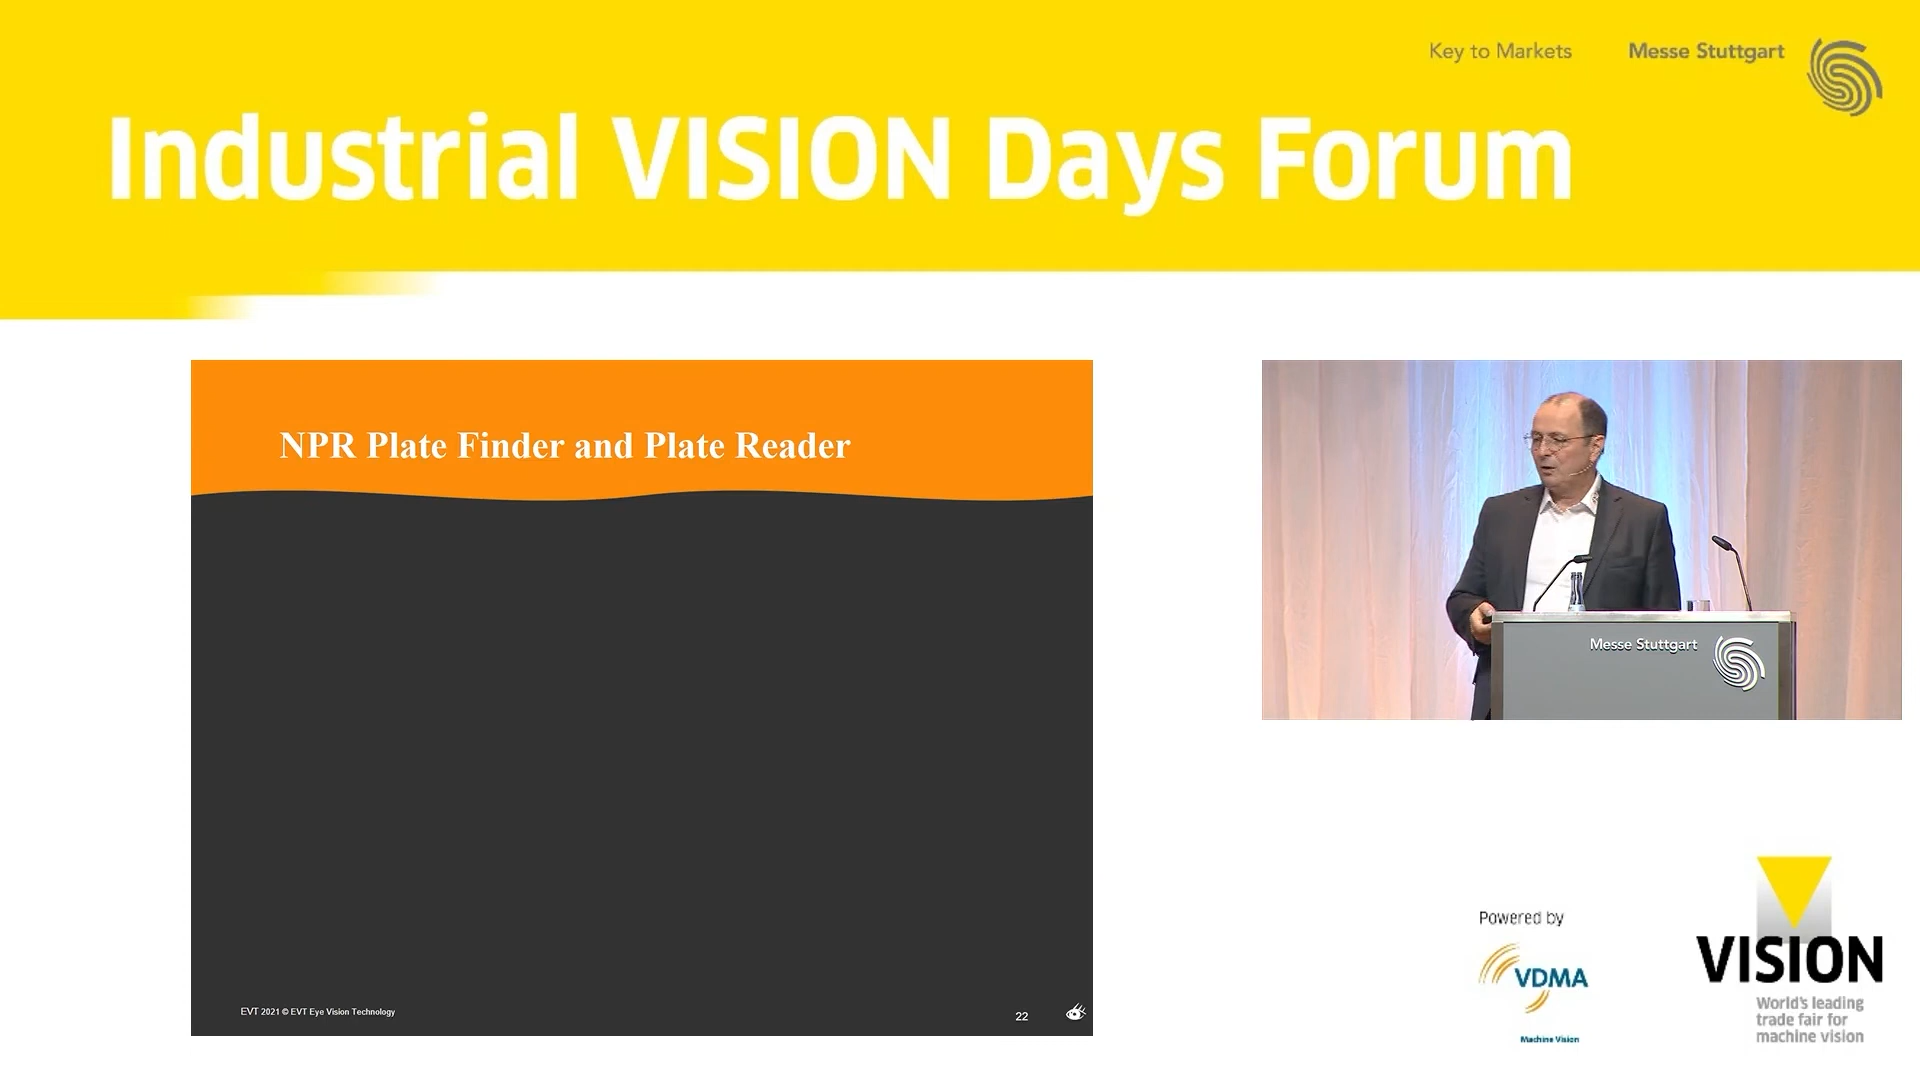 Key to Markets
Messe Stuttgart
Industrial VISION Days Forum
NPR Plate Finder and Plate Reader
EVT 2021 © EVT Eye Vision Technology
22
Messe Stuttgart
Powered by
VDMA
Machine Vision
VISION
World's leading
trade fair for
machine vision